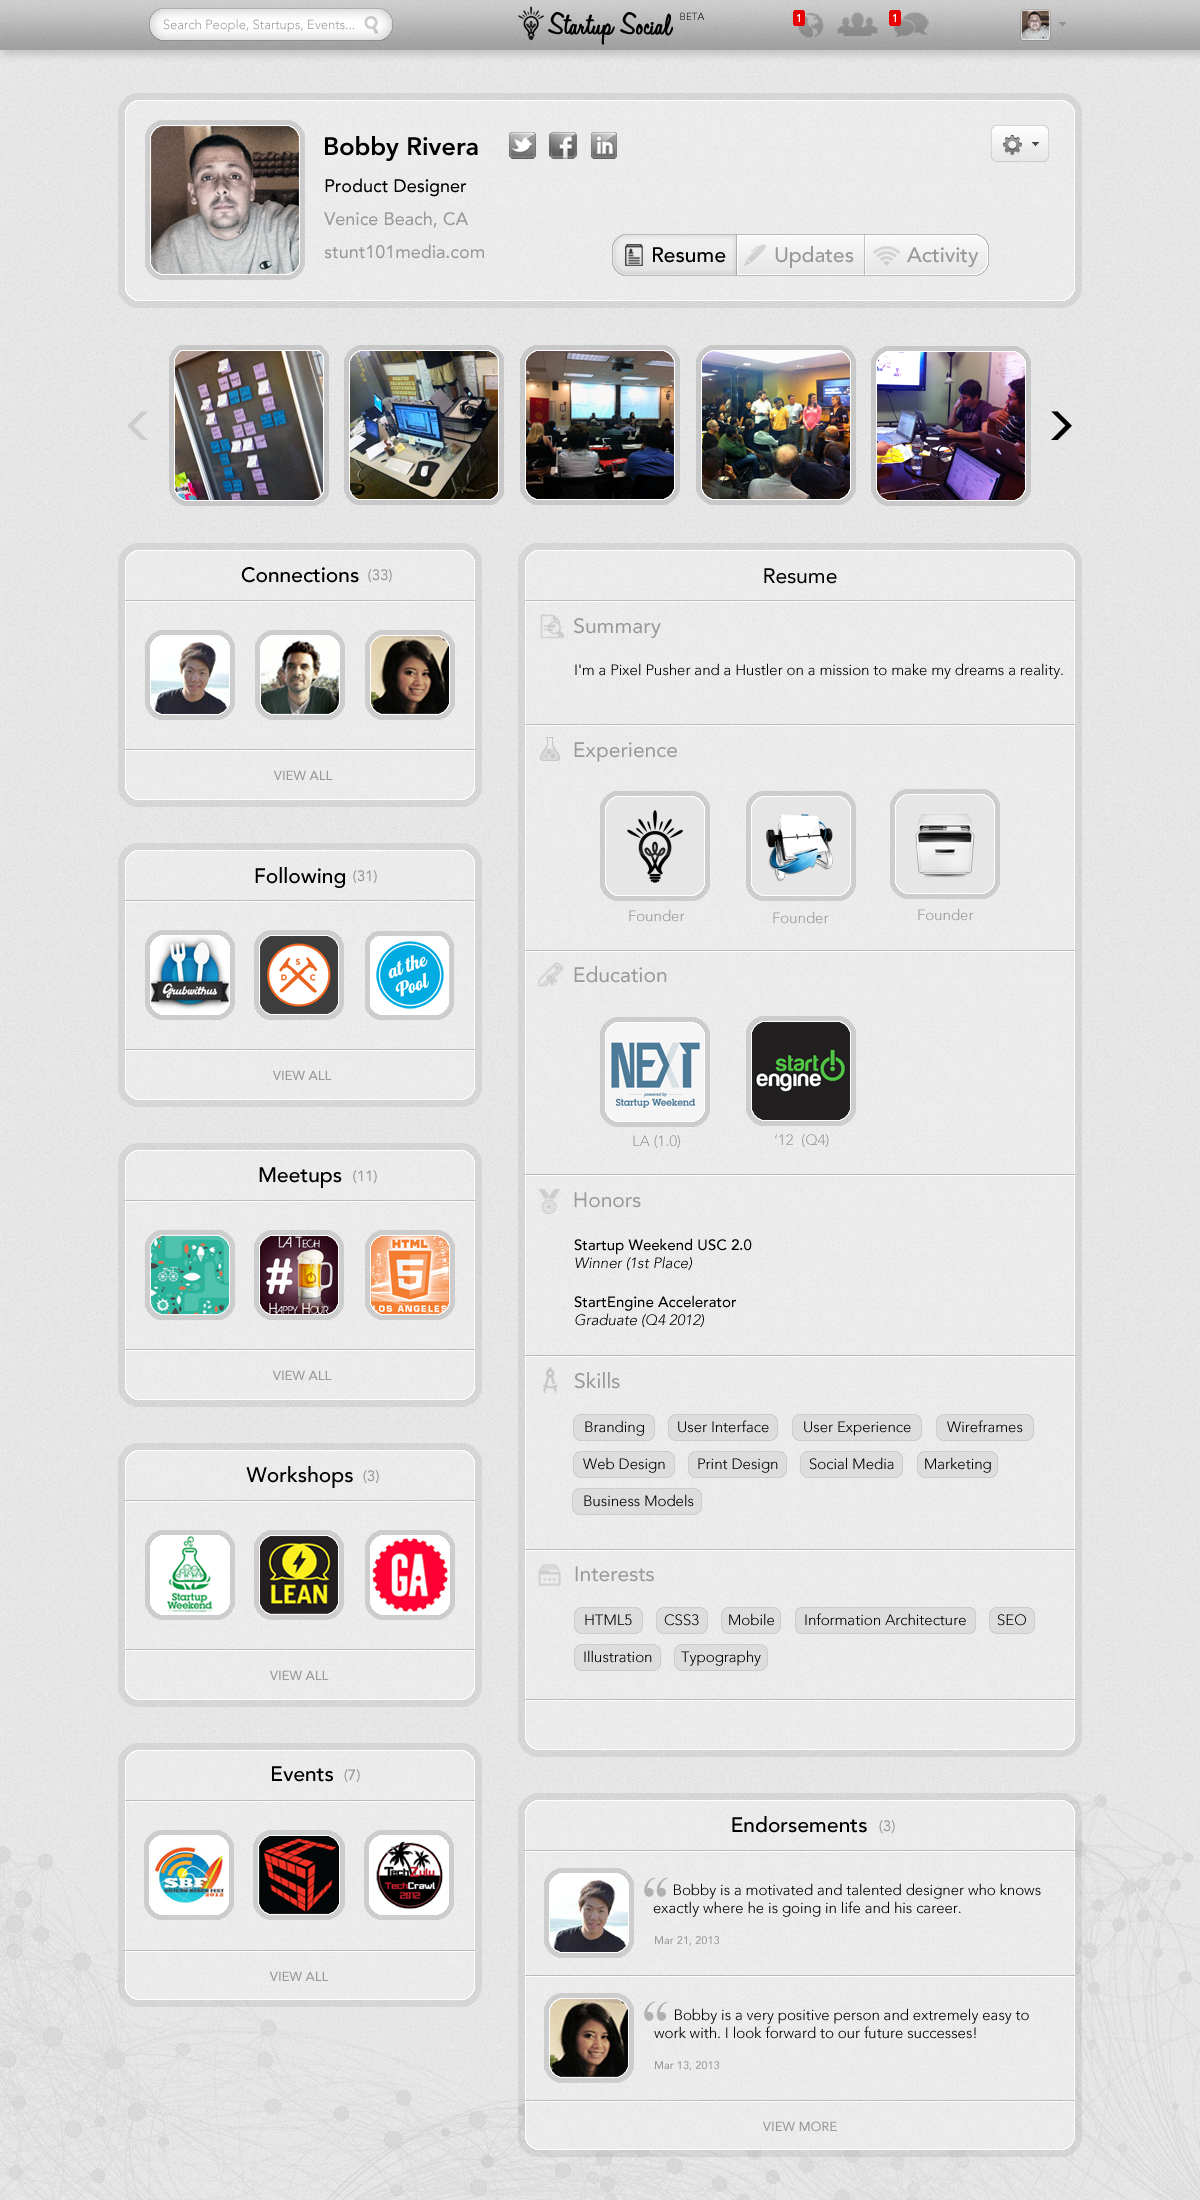 Search People, Startups, Events...
Startup Social BETA
1
1
Bobby Rivera
Product Designer
Venice Beach, CA
stunt101media.com
Resume
Updates
Activity
Connections (33)
VIEW ALL
Following (31)
Grubwithus
D S C
at the
Pool
VIEW ALL
Meetups (11)
LA TECH
#
HAPPY HOUR
HTML
5
LOS ANGELES
VIEW ALL
Workshops (3)
Startup
Weekend
LEAN
GA
VIEW ALL
Events (7)
SBF
SILICON BEACH FEST
2012
TechZulu
TechCrawl
2012
VIEW ALL
Resume
Summary
I'm a Pixel Pusher and a Hustler on a mission to make my dreams a reality.
Experience
Founder
Founder
Founder
Education
NEXT
powered by
Startup Weekend
LA (1.0)
start
engine
'12 (Q4)
Honors
Startup Weekend USC 2.0
Winner (1st Place)
StartEngine Accelerator
Graduate (Q4 2012)
Skills
Branding User Interface User Experience Wireframes
Web Design Print Design Social Media Marketing
Business Models
Interests
HTML5 CSS3 Mobile Information Architecture SEO
Illustration Typography
Endorsements (3)
“ Bobby is a motivated and talented designer who knows
exactly where he is going in life and his career.
Mar 21, 2013
“ Bobby is a very positive person and extremely easy to
work with. I look forward to our future successes!
Mar 13, 2013
VIEW MORE